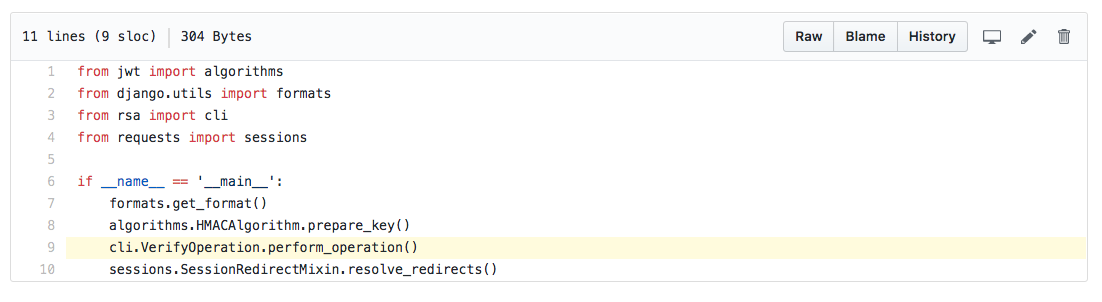 11 lines (9 sloc) 304 Bytes Raw Blame History
1 from jwt import algorithms
2 from django.utils import formats
3 from rsa import cli
4 from requests import sessions
5
6 if __name__ == '__main__':
7     formats.get_format()
8     algorithms.HMACAlgorithm.prepare_key()
9     cli.VerifyOperation.perform_operation()
10     sessions.SessionRedirectMixin.resolve_redirects()